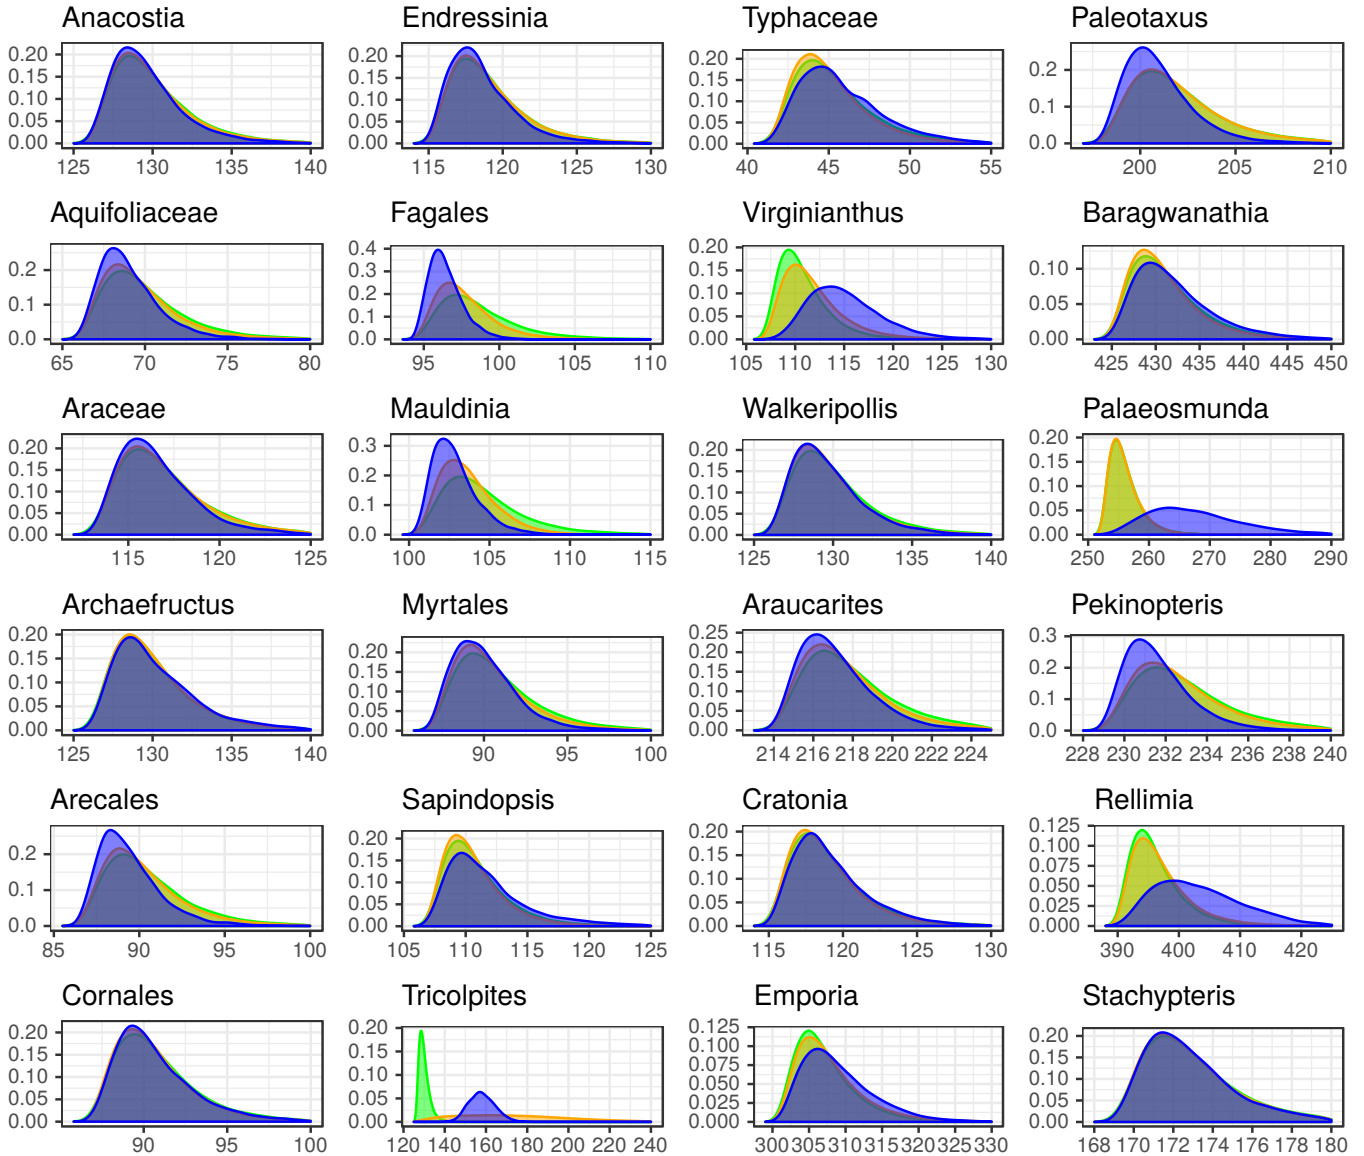 Anacostia Endressinia Typhaceae Paleotaxus
0.20 0.15 0.10 0.05 0.00
125 130 135 140
0.20 0.15 0.10 0.05 0.00
115 120 125 130
0.20 0.15 0.10 0.05 0.00
40 45 50 55
0.2 0.1 0.0
200 205 210
Aquifoliaceae Fagales Virginianthus Baragwanathia
0.2 0.1 0.0
65 70 75 80
0.4 0.3 0.2 0.1 0.0
95 100 105 110
0.20 0.15 0.10 0.05 0.00
105 110 115 120 125 130
0.10 0.05 0.00
425 430 435 440 445 450
Araceae Mauldinia Walkeripollis Palaeosmunda
0.20 0.15 0.10 0.05 0.00
115 120 125
0.3 0.2 0.1 0.0
100 105 110 115
0.20 0.15 0.10 0.05 0.00
125 130 135 140
0.20 0.15 0.10 0.05 0.00
250 260 270 280 290
Archaefructus Myrtales Araucarites Pekinopteris
0.20 0.15 0.10 0.05 0.00
125 130 135 140
0.20 0.15 0.10 0.05 0.00
90 95 100
0.25 0.20 0.15 0.10 0.05 0.00
214 216 218 220 222 224
0.3 0.2 0.1 0.0
228 230 232 234 236 238 240
Arecales Sapindopsis Cratonia Rellimia
0.2 0.1 0.0
85 90 95 100
0.20 0.15 0.10 0.05 0.00
105 110 115 120 125
0.20 0.15 0.10 0.05 0.00
115 120 125 130
0.125 0.100 0.075 0.050 0.025 0.000
390 400 410 420
Cornales Tricolpites Emporia Stachypteris
0.20 0.15 0.10 0.05 0.00
90 95 100
0.20 0.15 0.10 0.05 0.00
120 140 160 180 200 220 240
0.125 0.100 0.075 0.050 0.025 0.000
300 305 310 315 320 325 330
0.20 0.15 0.10 0.05 0.00
168 170 172 174 176 178 180